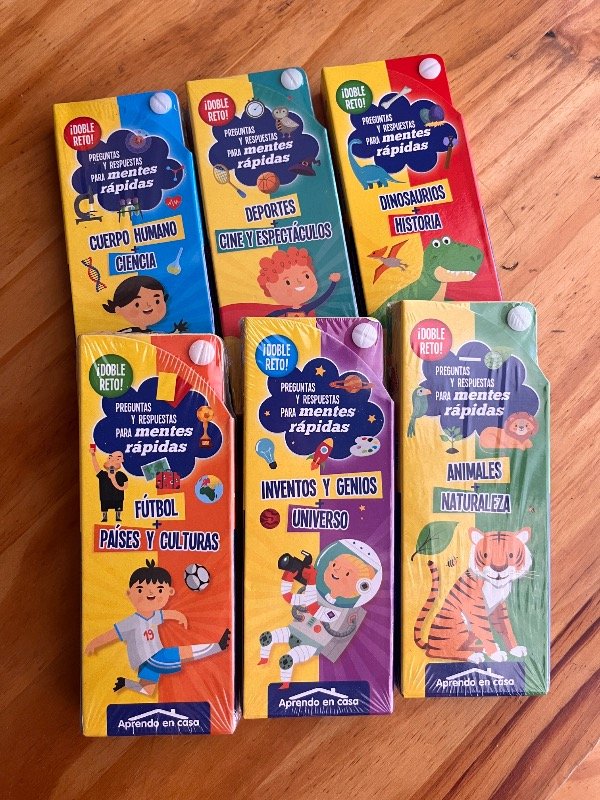 ¡DOBLE
RETO!
PREGUNTAS
Y RESPUESTAS
PARA mentes
rápidas
CUERPO HUMANO
+
CIENCIA
¡DOBLE
RETO!
PREGUNTAS
Y RESPUESTAS
PARA mentes
rápidas
DEPORTES
+
CINE Y ESPECTÁCULOS
¡DOBLE
RETO!
PREGUNTAS
Y RESPUESTAS
PARA mentes
rápidas
DINOSAURIOS
+
HISTORIA
¡DOBLE
RETO!
PREGUNTAS
Y RESPUESTAS
PARA mentes
rápidas
FÚTBOL
+
PAÍSES Y CULTURAS
19
Aprendo en casa
¡DOBLE
RETO!
PREGUNTAS
Y RESPUESTAS
PARA mentes
rápidas
INVENTOS Y GENIOS
+
UNIVERSO
Aprendo en casa
¡DOBLE
RETO!
PREGUNTAS
Y RESPUESTAS
PARA mentes
rápidas
ANIMALES
+
NATURALEZA
Aprendo en casa